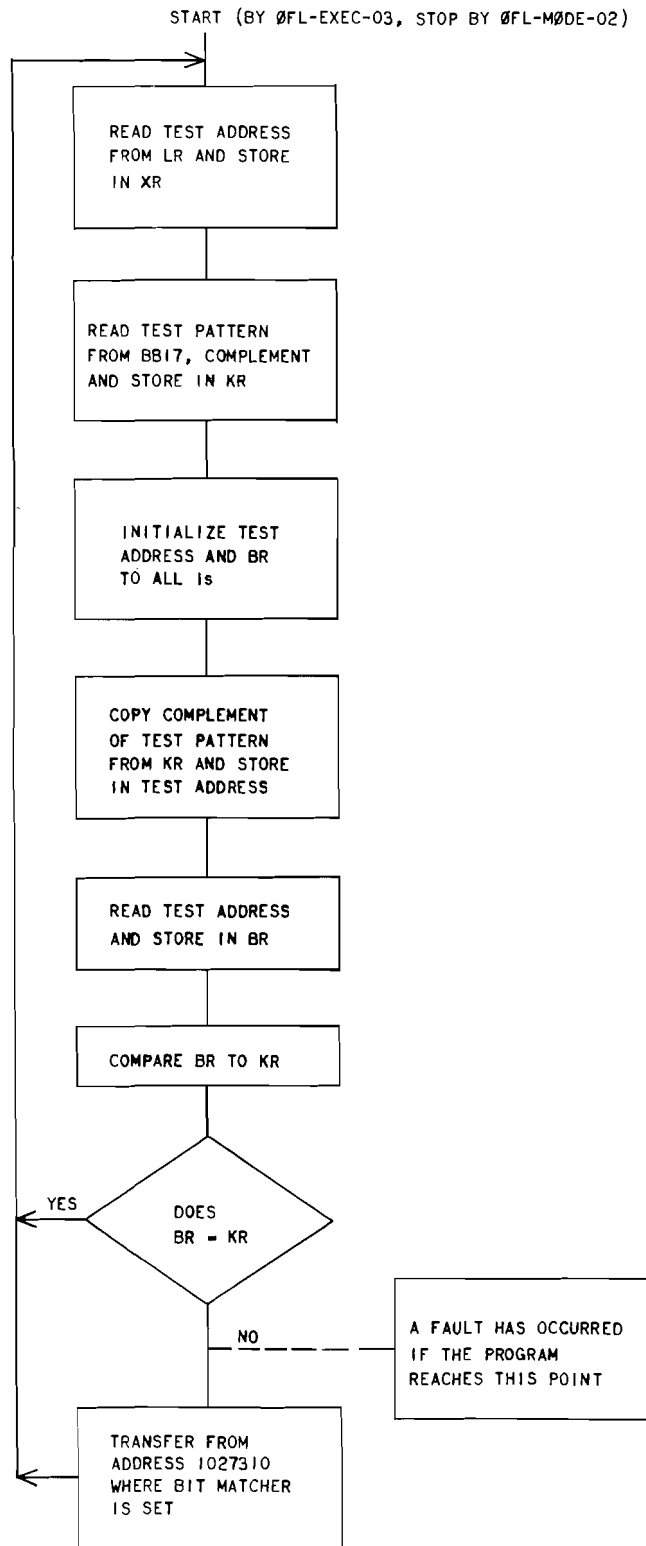 START (BY ØFL-EXEC-03, STOP BY ØFL-MØDE-02)
READ TEST ADDRESS
FROM LR AND STORE
IN XR
READ TEST PATTERN
FROM BB17, COMPLEMENT
AND STORE IN KR
INITIALIZE TEST
ADDRESS AND BR
TO ALL 1s
COPY COMPLEMENT
OF TEST PATTERN
FROM KR AND STORE
IN TEST ADDRESS
READ TEST ADDRESS
AND STORE IN BR
COMPARE BR TO KR
YES
DOES
BR = KR
NO
A FAULT HAS OCCURRED
IF THE PROGRAM
REACHES THIS POINT
TRANSFER FROM
ADDRESS 1027310
WHERE BIT MATCHER
IS SET